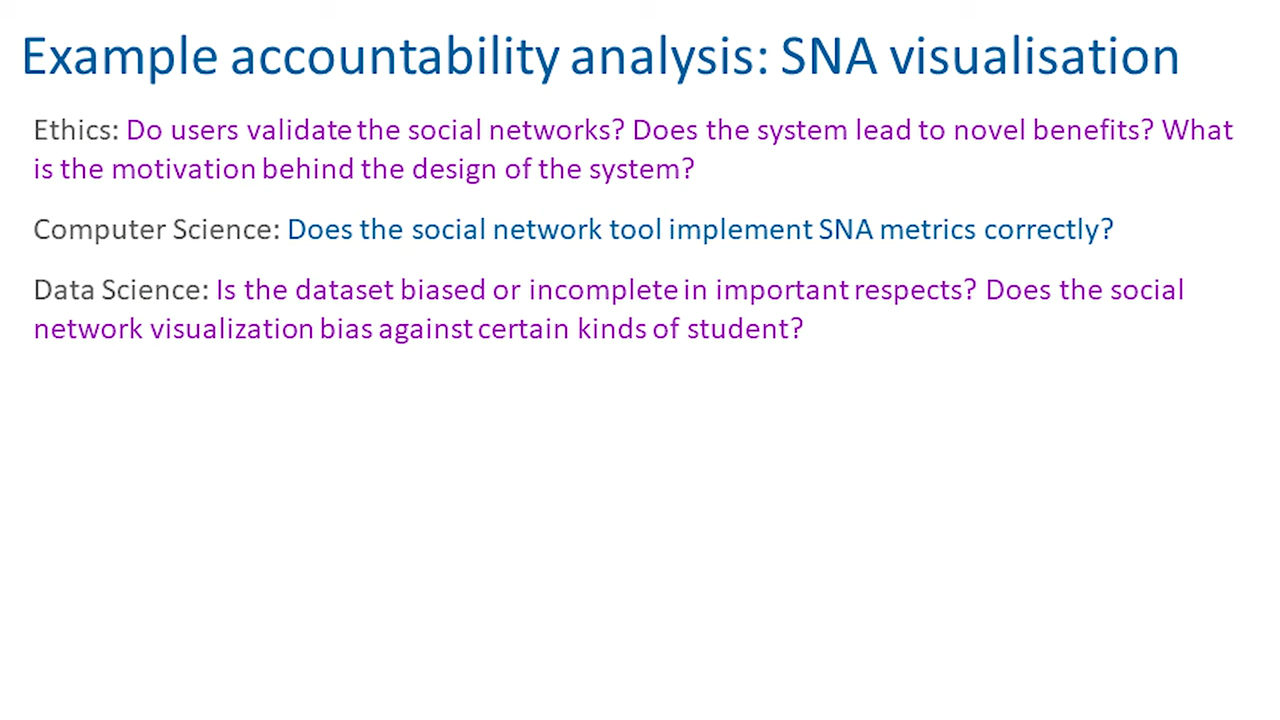 Example accountability analysis: SNA visualisation
Ethics: Do users validate the social networks? Does the system lead to novel benefits? What
is the motivation behind the design of the system?
Computer Science: Does the social network tool implement SNA metrics correctly?
Data Science: Is the dataset biased or incomplete in important respects? Does the social
network visualization bias against certain kinds of student?